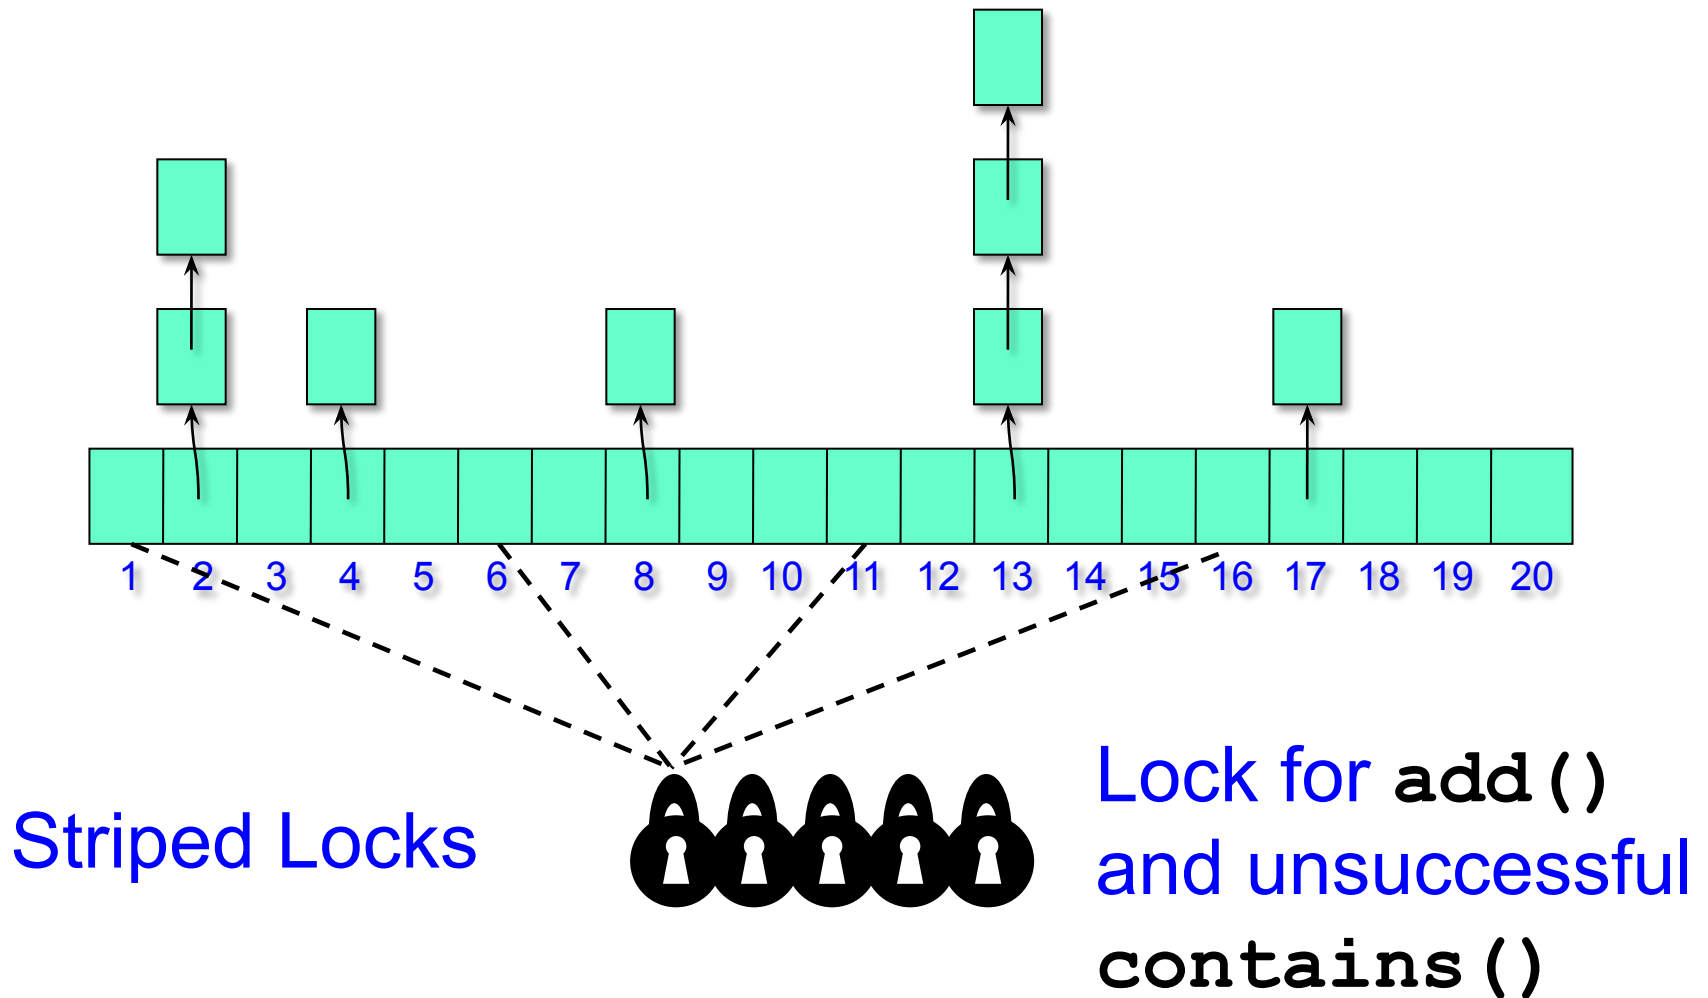 1 2 3 4 5 6 7 8 9 10 11 12 13 14 15 16 17 18 19 20
Striped Locks
Lock for add()
and unsuccessful
contains()